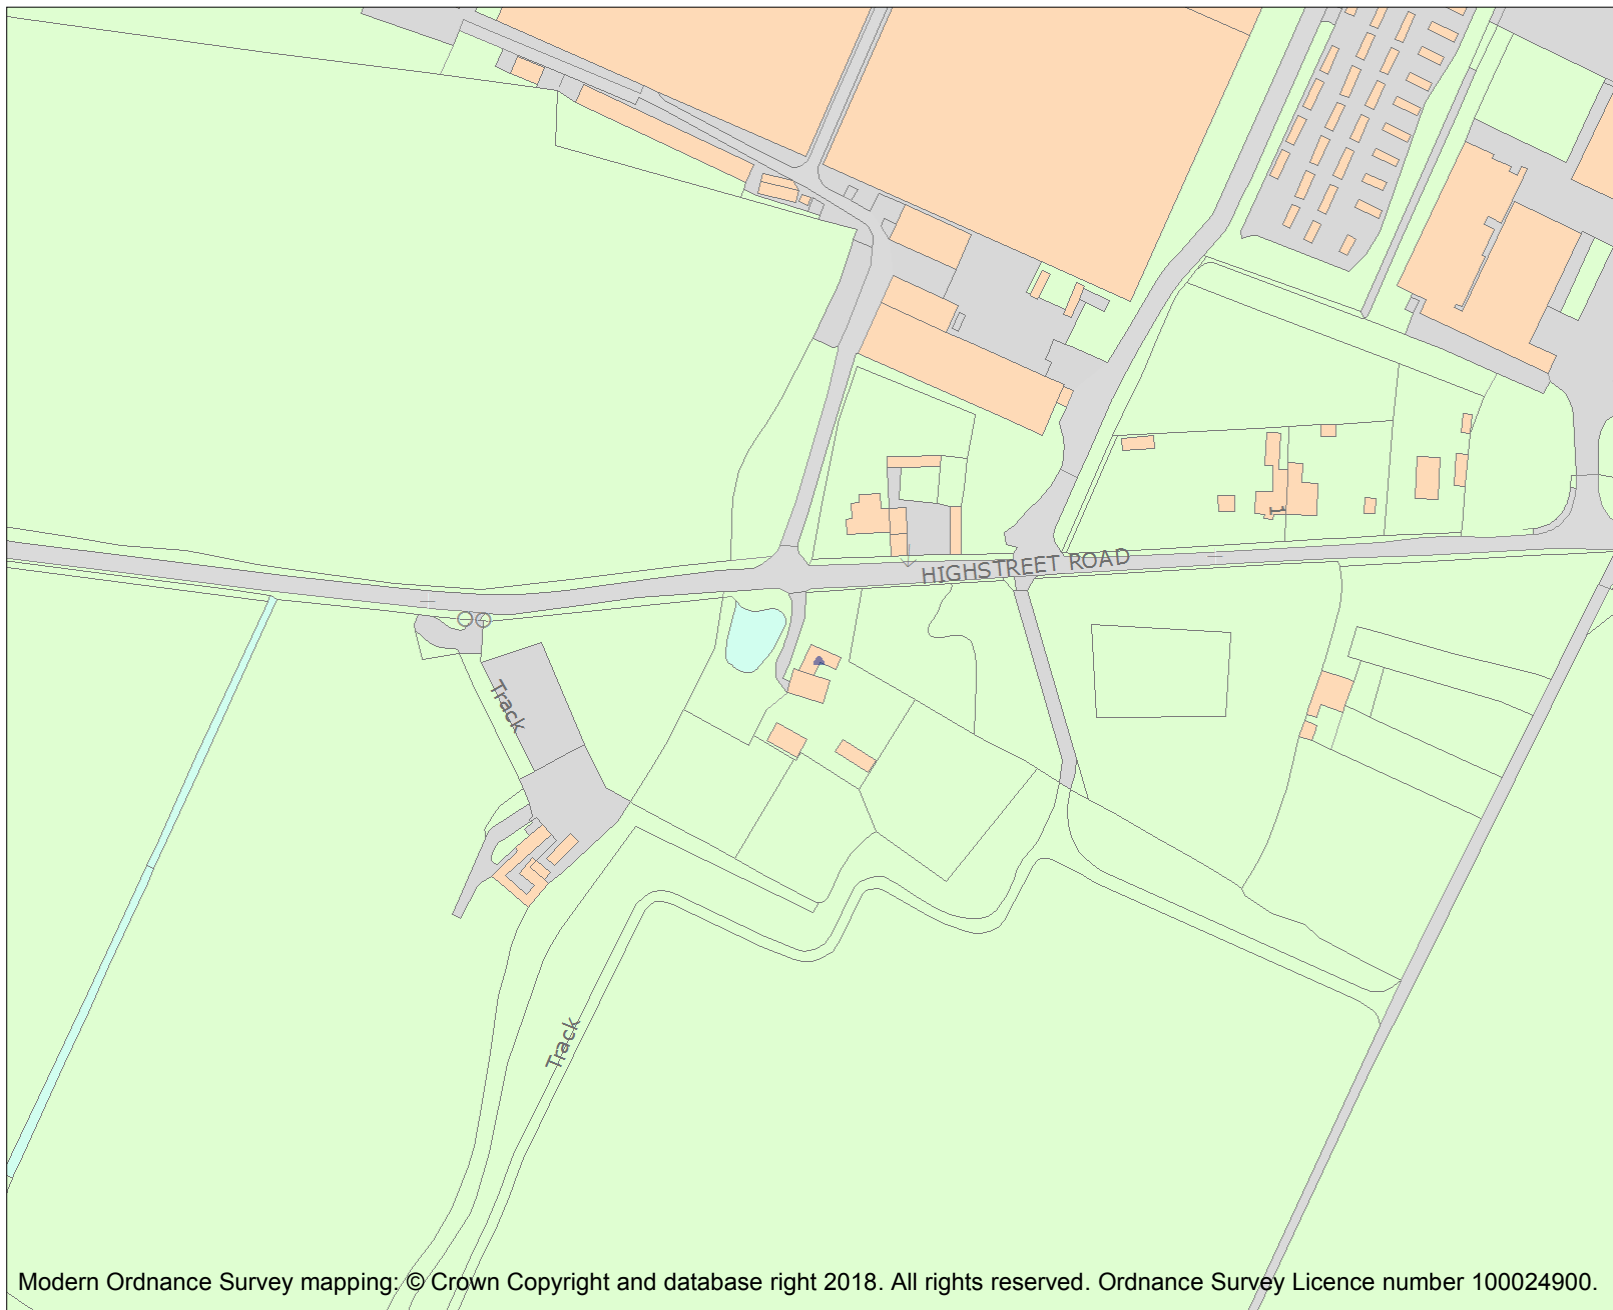 1
HIGHSTREET ROAD
Track
Track
Modern Ordnance Survey mapping: © Crown Copyright and database right 2018. All rights reserved. Ordnance Survey Licence number 100024900.